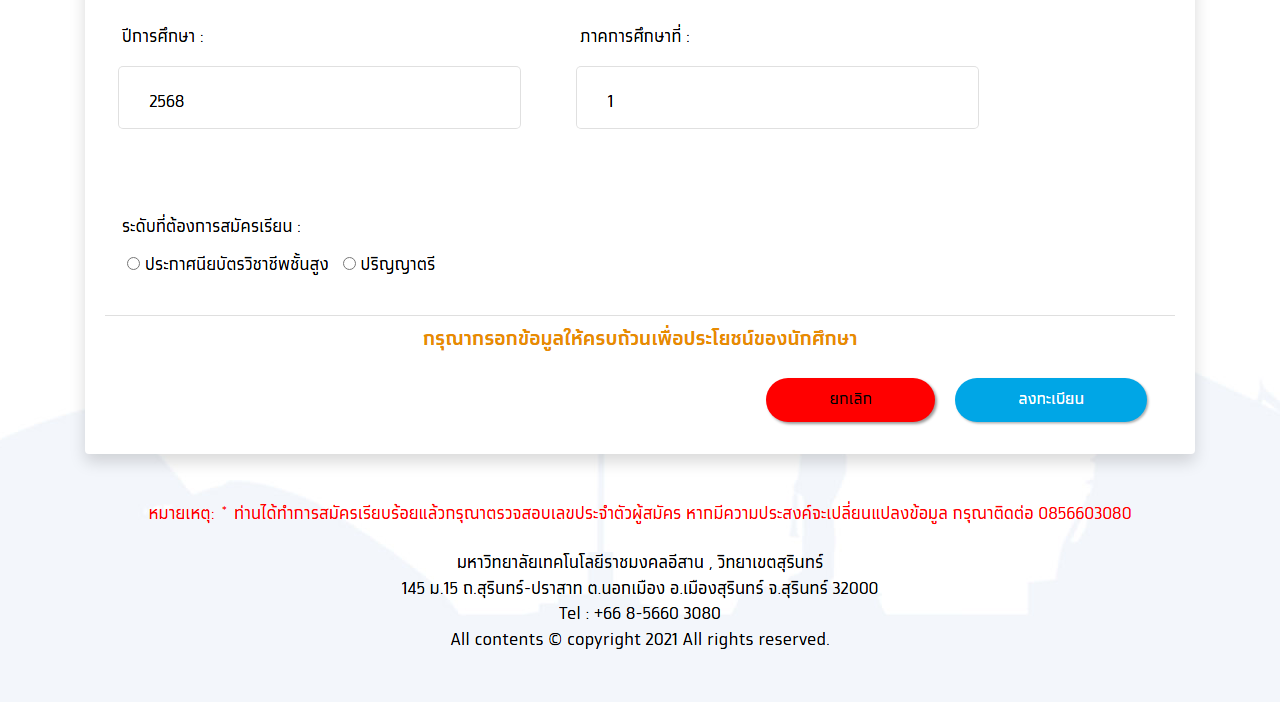 ปีการศึกษา : ภาคการศึกษาที่ :
2568 1
ระดับที่ต้องการสมัครเรียน :
ประกาศนียบัตรวิชาชีพชั้นสูง ปริญญาตรี
กรุณากรอกข้อมูลให้ครบถ้วนเพื่อประโยชน์ของนักศึกษา
ยกเลิก ลงทะเบียน
หมายเหตุ: * ท่านได้ทำการสมัครเรียบร้อยแล้วกรุณาตรวจสอบเลขประจำตัวผู้สมัคร หากมีความประสงค์จะเปลี่ยนแปลงข้อมูล กรุณาติดต่อ 0856603080
มหาวิทยาลัยเทคโนโลยีราชมงคลอีสาน , วิทยาเขตสุรินทร์
145 ม.15 ถ.สุรินทร์-ปราสาท ต.นอกเมือง อ.เมืองสุรินทร์ จ.สุรินทร์ 32000
Tel : +66 8-5660 3080
All contents © copyright 2021 All rights reserved.